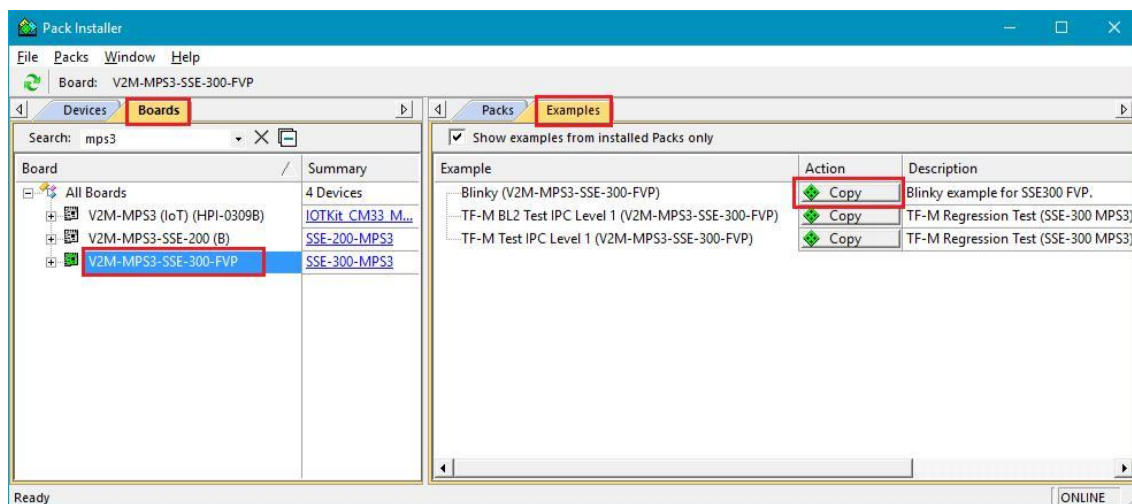 Pack Installer
File Packs Window Help
Board: V2M-MPS3-SSE-300-FVP
Devices Boards
Search: mps3
Board / Summary
All Boards 4 Devices
V2M-MPS3 (IoT) (HPI-0309B) IOTKit_CM33_M...
V2M-MPS3-SSE-200 (B) SSE-200-MPS3
V2M-MPS3-SSE-300-FVP SSE-300-MPS3
Packs Examples
Show examples from installed Packs only
Example Action Description
Blinky (V2M-MPS3-SSE-300-FVP) Copy Blinky example for SSE300 FVP.
TF-M BL2 Test IPC Level 1 (V2M-MPS3-SSE-300-FVP) Copy TF-M Regression Test (SSE-300 MPS3)
TF-M Test IPC Level 1 (V2M-MPS3-SSE-300-FVP) Copy TF-M Regression Test (SSE-300 MPS3)
Ready ONLINE